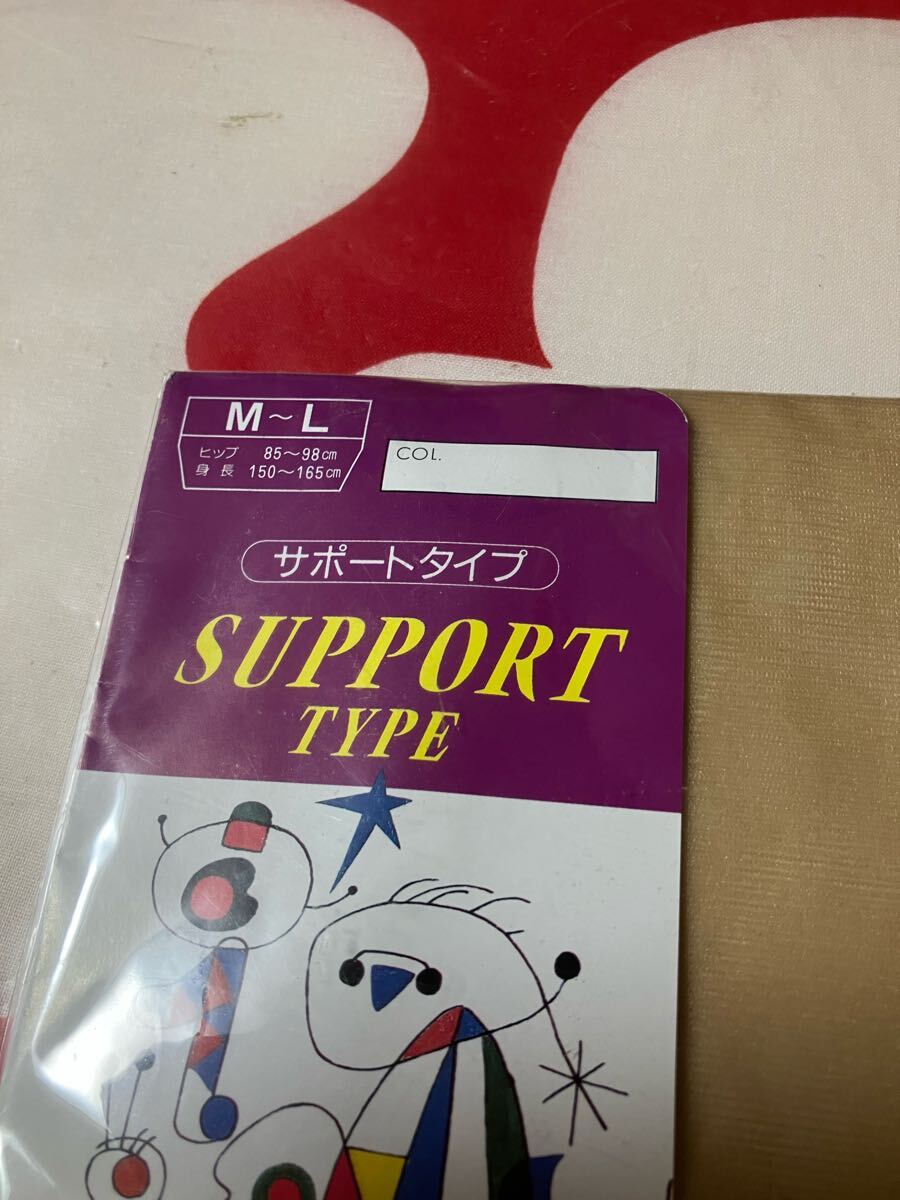 M～L
ヒップ 85～98cm
身長 150～165cm
COL.
サポートタイプ
SUPPORT
TYPE